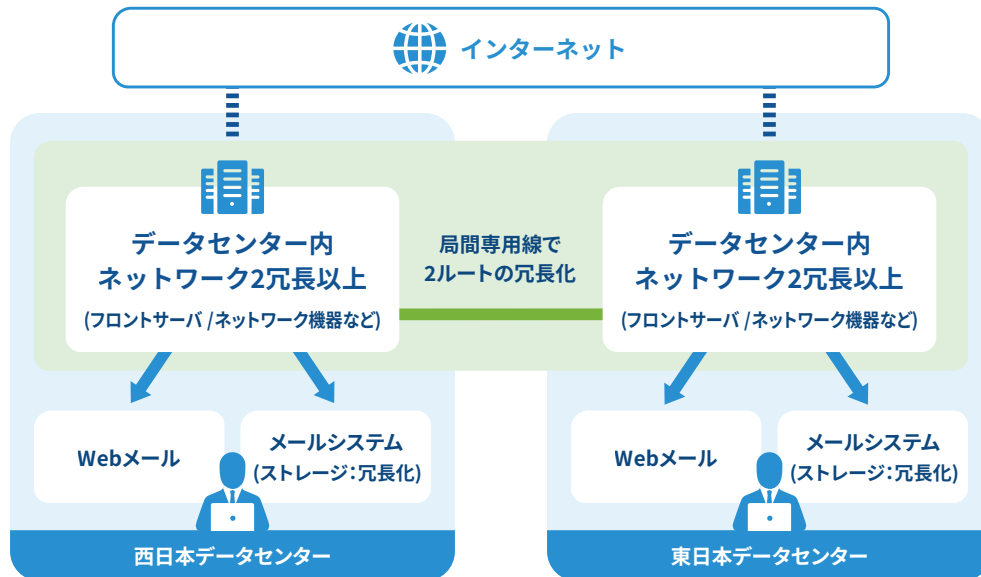 インターネット
データセンター内
ネットワーク2冗長以上
(フロントサーバ /ネットワーク機器など)
局間専用線で
2ルートの冗長化
データセンター内
ネットワーク2冗長以上
(フロントサーバ /ネットワーク機器など)
Webメール
メールシステム
(ストレージ：冗長化)
Webメール
メールシステム
(ストレージ：冗長化)
西日本データセンター
東日本データセンター